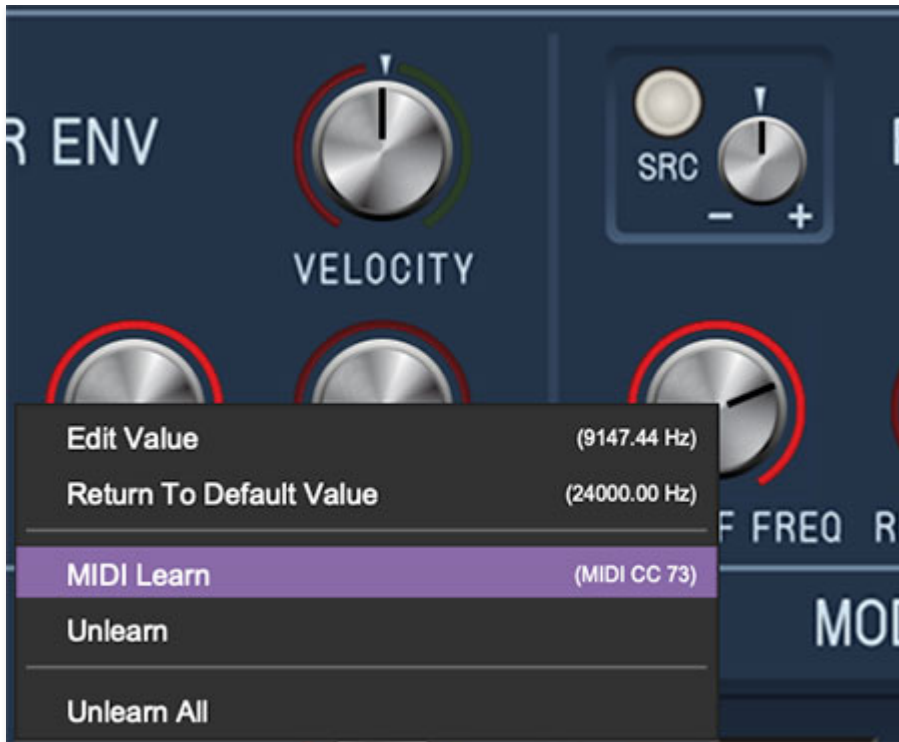 R ENV
SRC
- +
VELOCITY
Edit Value (9147.44 Hz)
Return To Default Value (24000.00 Hz)
F FREQ R
MIDI Learn (MIDI CC 73)
Unlearn
MOD
Unlearn All